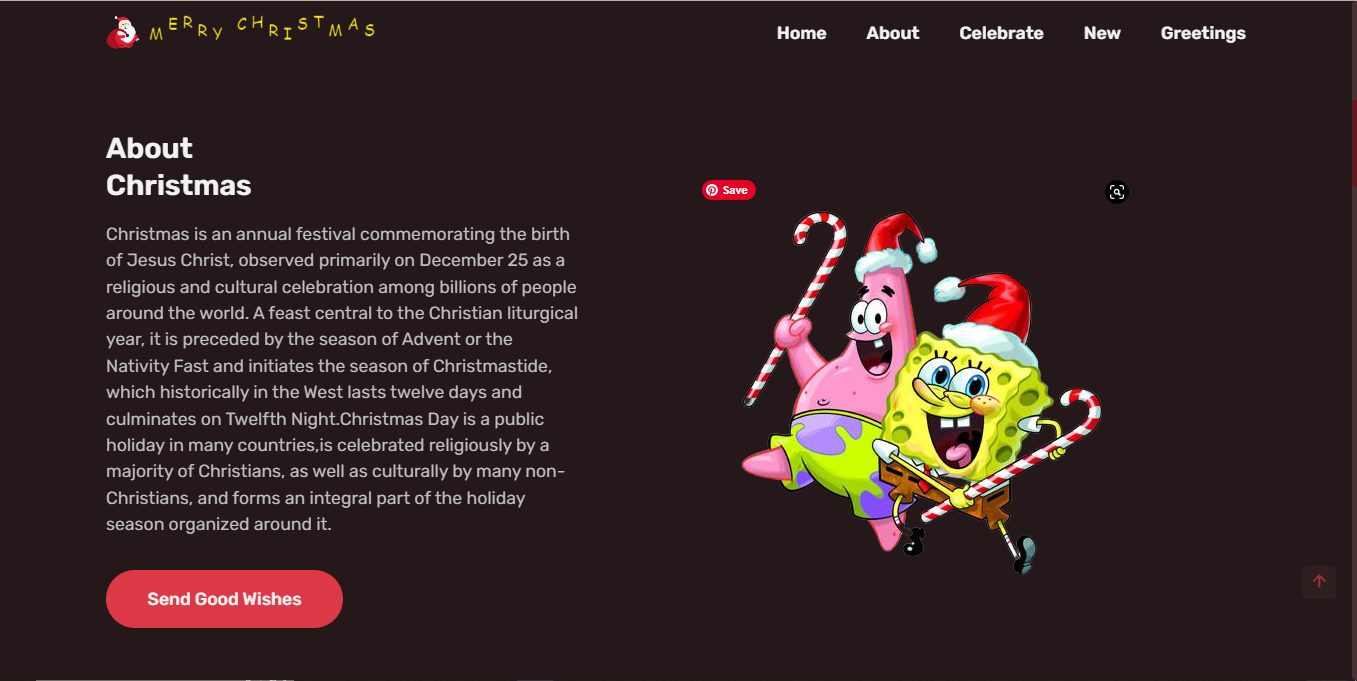 MERRY CHRISTMAS
Home About Celebrate New Greetings
About
Christmas
Save
Christmas is an annual festival commemorating the birth
of Jesus Christ, observed primarily on December 25 as a
religious and cultural celebration among billions of people
around the world. A feast central to the Christian liturgical
year, it is preceded by the season of Advent or the
Nativity Fast and initiates the season of Christmastide,
which historically in the West lasts twelve days and
culminates on Twelfth Night.Christmas Day is a public
holiday in many countries,is celebrated religiously by a
majority of Christians, as well as culturally by many non-
Christians, and forms an integral part of the holiday
season organized around it.
Send Good Wishes